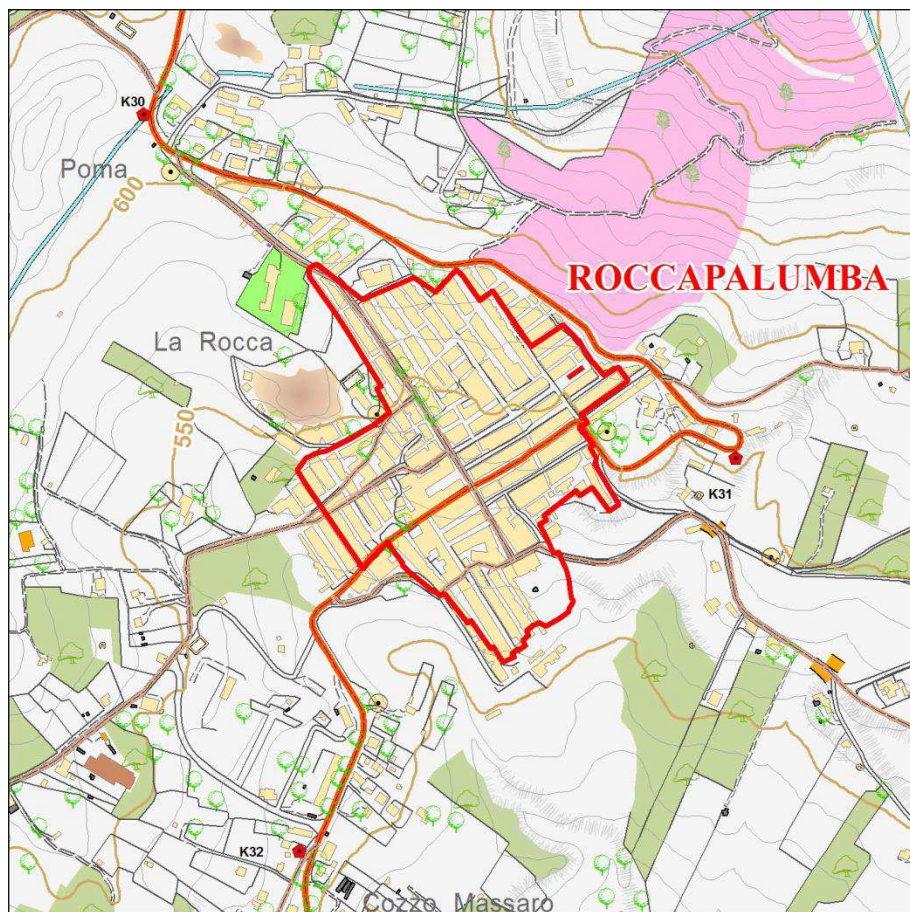 K30
Poma
600
ROCCAPALUMBA
La Rocca
550
K31
K32
Cozzo Massaro